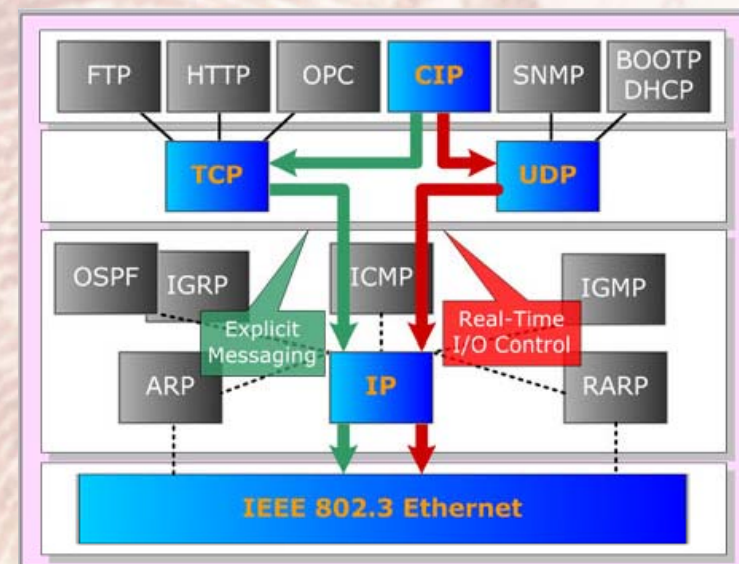 FTP
HTTP
OPC
CIP
SNMP
BOOTP
DHCP
TCP
UDP
OSPF
IGRP
ICMP
IGMP
Explicit
Messaging
Real-Time
I/O Control
ARP
IP
RARP
IEEE 802.3 Ethernet